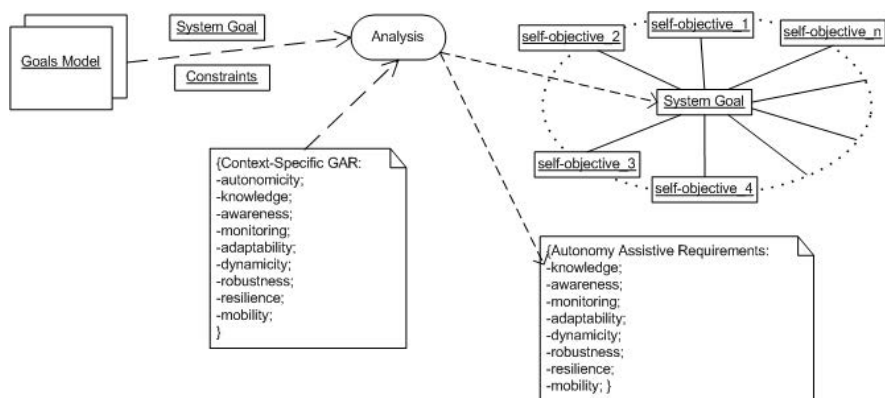 Goals Model
System Goal
Constraints
Analysis
self-objective_2
self-objective_1
self-objective_n
System Goal
self-objective_3
self-objective_4
{Context-Specific GAR:
-autonomicity;
-knowledge;
-awareness;
-monitoring;
-adaptability;
-dynamicity;
-robustness;
-resilience;
-mobility;
}
{Autonomy Assistive Requirements:
-knowledge;
-awareness;
-monitoring;
-adaptability;
-dynamicity;
-robustness;
-resilience;
-mobility; }